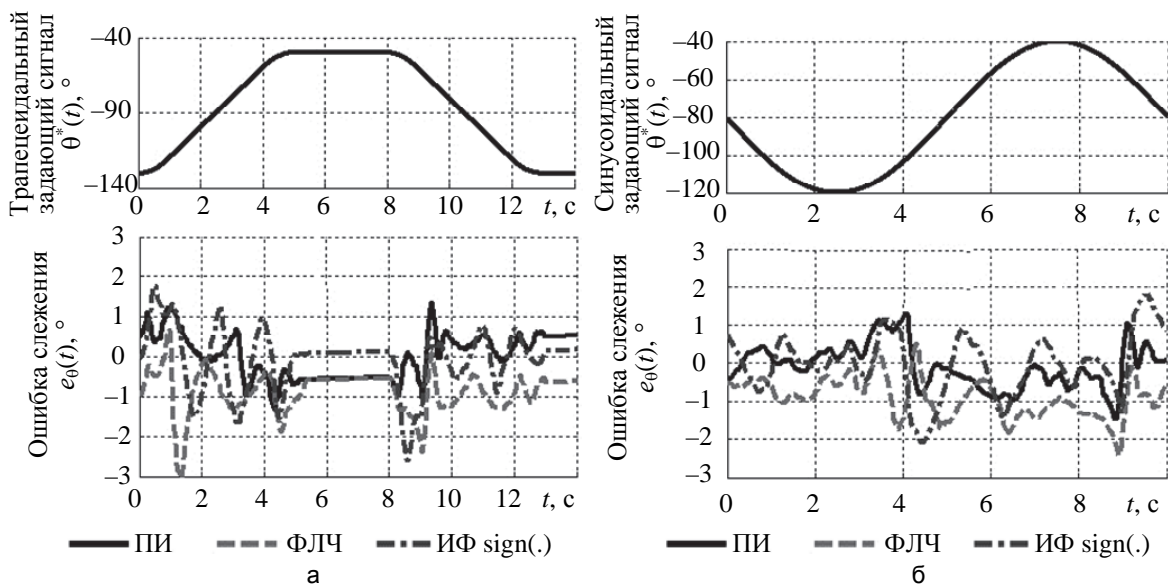 Трапецеидальный
задающий сигнал
θ*(t), °
–40
–90
–140
0 2 4 6 8 10 12 t, с
Ошибка слежения
eθ(t), °
3
2
1
0
–1
–2
–3
0 2 4 6 8 10 12 t, с
ПИ ФЛЧ ИФ sign(.)
а
Синусоидальный
задающий сигнал
θ*(t), °
–40
–60
–80
–100
–120
0 2 4 6 8 t, с
Ошибка слежения
eθ(t), °
3
2
1
0
–1
–2
–3
0 2 4 6 8 t, с
ПИ ФЛЧ ИФ sign(.)
б